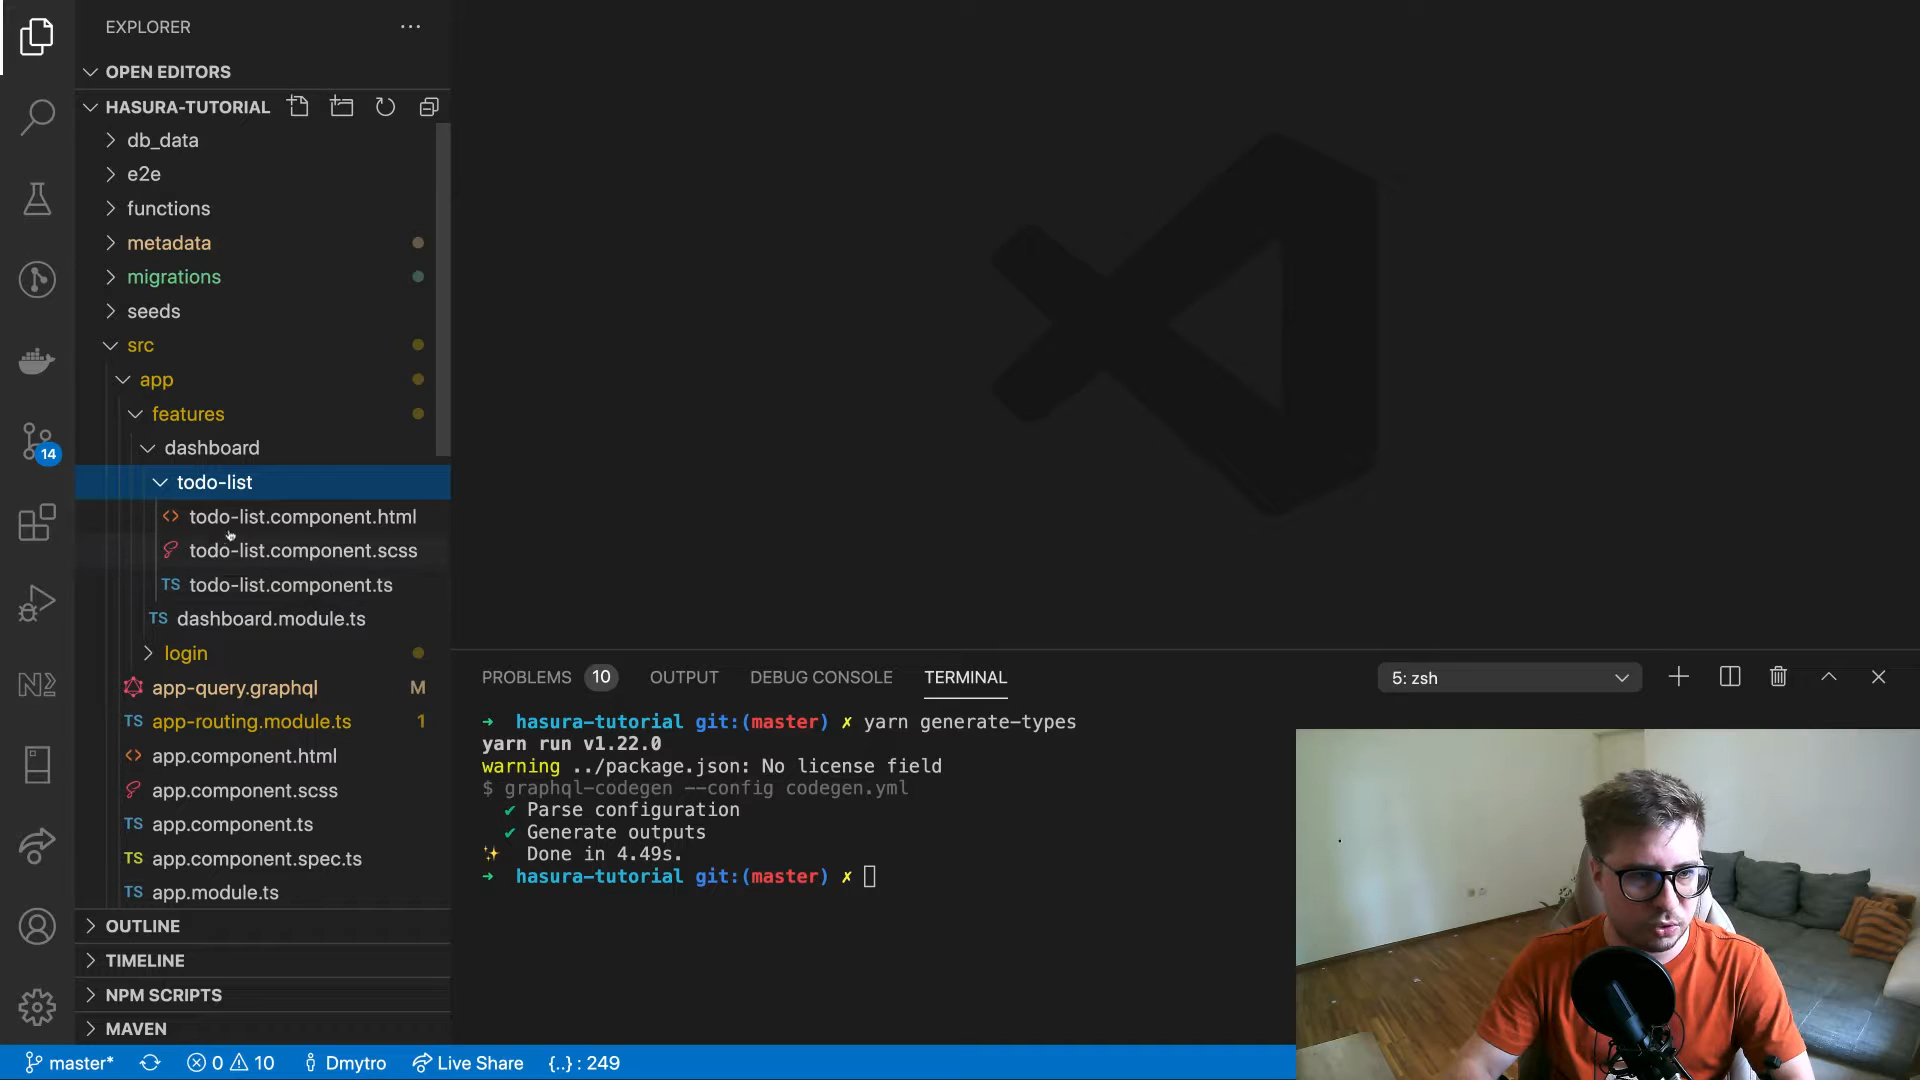 EXPLORER
OPEN EDITORS
HASURA-TUTORIAL
db_data
e2e
functions
metadata
migrations
seeds
src
app
features
dashboard
todo-list
todo-list.component.html
todo-list.component.scss
TS todo-list.component.ts
TS dashboard.module.ts
login
app-query.graphql M
TS app-routing.module.ts 1
app.component.html
app.component.scss
TS app.component.ts
TS app.component.spec.ts
TS app.module.ts
OUTLINE
TIMELINE
NPM SCRIPTS
MAVEN
14
PROBLEMS 10 OUTPUT DEBUG CONSOLE TERMINAL 5: zsh
➜ hasura-tutorial git:(master) ✗ yarn generate-types
yarn run v1.22.0
warning ../package.json: No license field
$ graphql-codegen --config codegen.yml
✔ Parse configuration
✔ Generate outputs
✨ Done in 4.49s.
➜ hasura-tutorial git:(master) ✗
master* 0 10 Dmytro Live Share {..} : 249